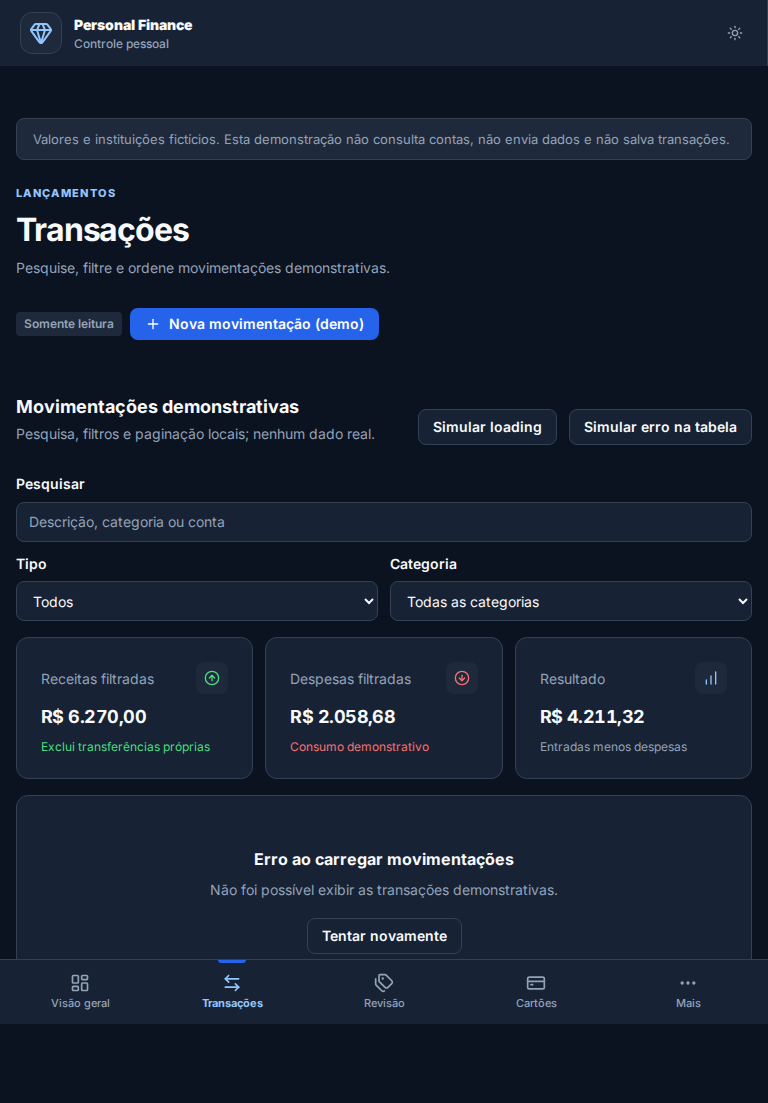 Personal Finance
Controle pessoal
Valores e instituições fictícios. Esta demonstração não consulta contas, não envia dados e não salva transações.
LANÇAMENTOS
Transações
Pesquise, filtre e ordene movimentações demonstrativas.
Somente leitura
Nova movimentação (demo)
Movimentações demonstrativas
Pesquisa, filtros e paginação locais; nenhum dado real.
Simular loading
Simular erro na tabela
Pesquisar
Descrição, categoria ou conta
Tipo
Categoria
Todos
Todas as categorias
Receitas filtradas
R$ 6.270,00
Exclui transferências próprias
Despesas filtradas
R$ 2.058,68
Consumo demonstrativo
Resultado
R$ 4.211,32
Entradas menos despesas
Erro ao carregar movimentações
Não foi possível exibir as transações demonstrativas.
Tentar novamente
Visão geral
Transações
Revisão
Cartões
Mais